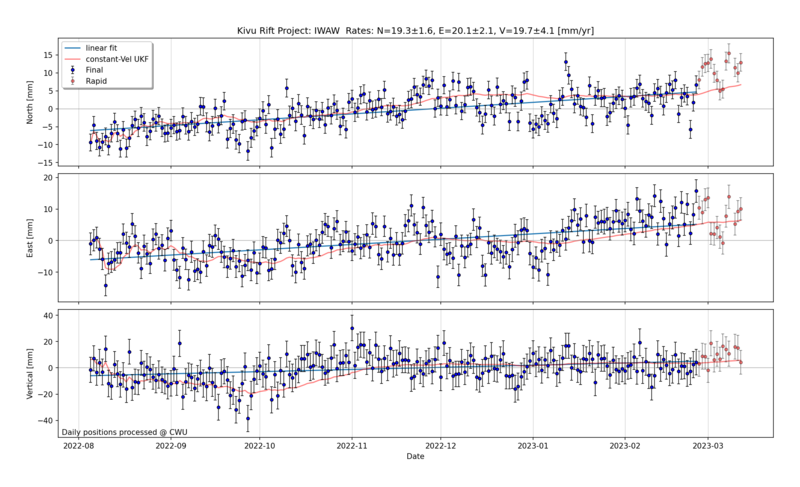 Kivu Rift Project: IWAW  Rates: N=19.3±1.6, E=20.1±2.1, V=19.7±4.1 [mm/yr]
linear fit
constant-Vel UKF
Final
Rapid
North [mm]
15
10
5
0
−5
−10
−15
East [mm]
20
10
0
−10
Vertical [mm]
40
20
0
−20
−40
Daily positions processed @ CWU
2022-08 2022-09 2022-10 2022-11 2022-12 2023-01 2023-02 2023-03
Date